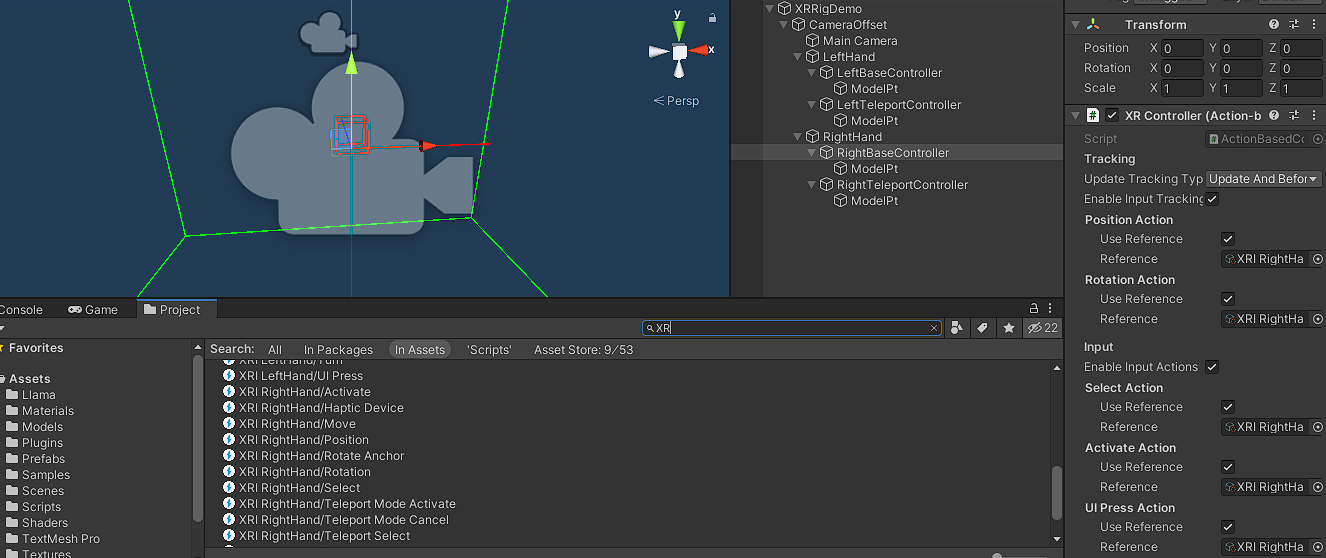 y
x
Persp
XRRigDemo
CameraOffset
Main Camera
LeftHand
LeftBaseController
ModelPt
LeftTeleportController
ModelPt
RightHand
RightBaseController
ModelPt
RightTeleportController
ModelPt
Transform
Position X 0 Y 0 Z 0
Rotation X 0 Y 0 Z 0
Scale X 1 Y 1 Z 1
# XR Controller (Action-b
Script ActionBasedCo
Tracking
Update Tracking Typ Update And Befor
Enable Input Tracking
Position Action
Use Reference
Reference XRI RightHa
Rotation Action
Use Reference
Reference XRI RightHa
Input
Enable Input Actions
Select Action
Use Reference
Reference XRI RightHa
Activate Action
Use Reference
Reference XRI RightHa
UI Press Action
Use Reference
Reference XRI RightHa
Console Game Project
XR
22
Favorites
Assets
Llama
Materials
Models
Plugins
Prefabs
Samples
Scenes
Scripts
Shaders
TextMesh Pro
Textures
Search: All In Packages In Assets 'Scripts' Asset Store: 9/53
XRI LeftHand/Turn
XRI LeftHand/UI Press
XRI RightHand/Activate
XRI RightHand/Haptic Device
XRI RightHand/Move
XRI RightHand/Position
XRI RightHand/Rotate Anchor
XRI RightHand/Rotation
XRI RightHand/Select
XRI RightHand/Teleport Mode Activate
XRI RightHand/Teleport Mode Cancel
XRI RightHand/Teleport Select